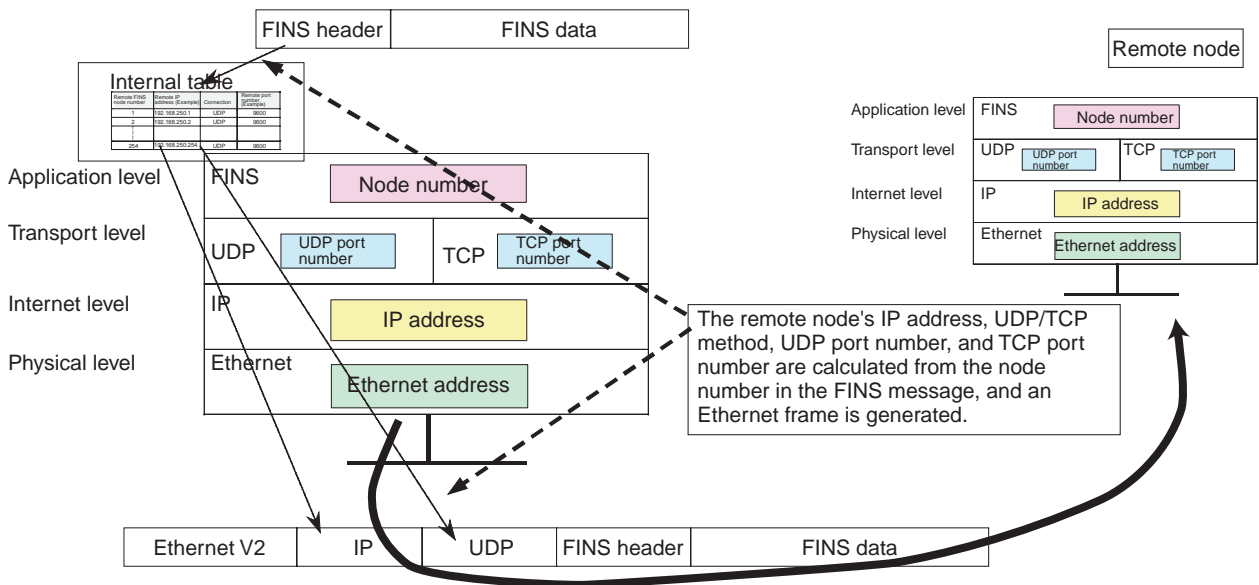 FINS header FINS data
Remote node
Internal table
Remote FINS node number Remote IP address (Example) Connection Remote port number (Example)
1 192.168.250.1 UDP 9600
2 192.168.250.2 UDP 9600
254 192.168.250.254 UDP 9600
Application level FINS Node number
Transport level UDP UDP port number TCP TCP port number
Internet level IP IP address
Physical level Ethernet Ethernet address
Application level FINS Node number
Transport level UDP UDP port number TCP TCP port number
Internet level IP IP address
Physical level Ethernet Ethernet address
The remote node's IP address, UDP/TCP
method, UDP port number, and TCP port
number are calculated from the node
number in the FINS message, and an
Ethernet frame is generated.
Ethernet V2 IP UDP FINS header FINS data